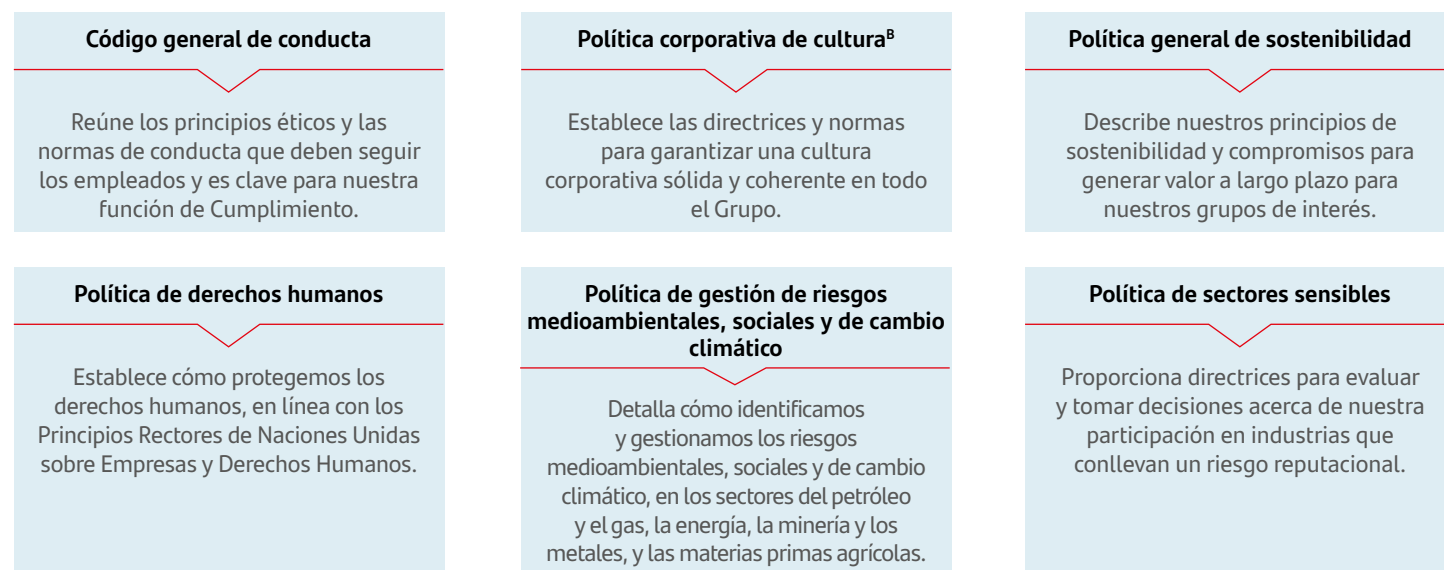 Código general de conducta
Reúne los principios éticos y las
normas de conducta que deben seguir
los empleados y es clave para nuestra
función de Cumplimiento.
Política corporativa de culturaᴮ
Establece las directrices y normas
para garantizar una cultura
corporativa sólida y coherente en todo
el Grupo.
Política general de sostenibilidad
Describe nuestros principios de
sostenibilidad y compromisos para
generar valor a largo plazo para
nuestros grupos de interés.
Política de derechos humanos
Establece cómo protegemos los
derechos humanos, en línea con los
Principios Rectores de Naciones Unidas
sobre Empresas y Derechos Humanos.
Política de gestión de riesgos
medioambientales, sociales y de cambio
climático
Detalla cómo identificamos
y gestionamos los riesgos
medioambientales, sociales y de cambio
climático, en los sectores del petróleo
y el gas, la energía, la minería y los
metales, y las materias primas agrícolas.
Política de sectores sensibles
Proporciona directrices para evaluar
y tomar decisiones acerca de nuestra
participación en industrias que
conllevan un riesgo reputacional.